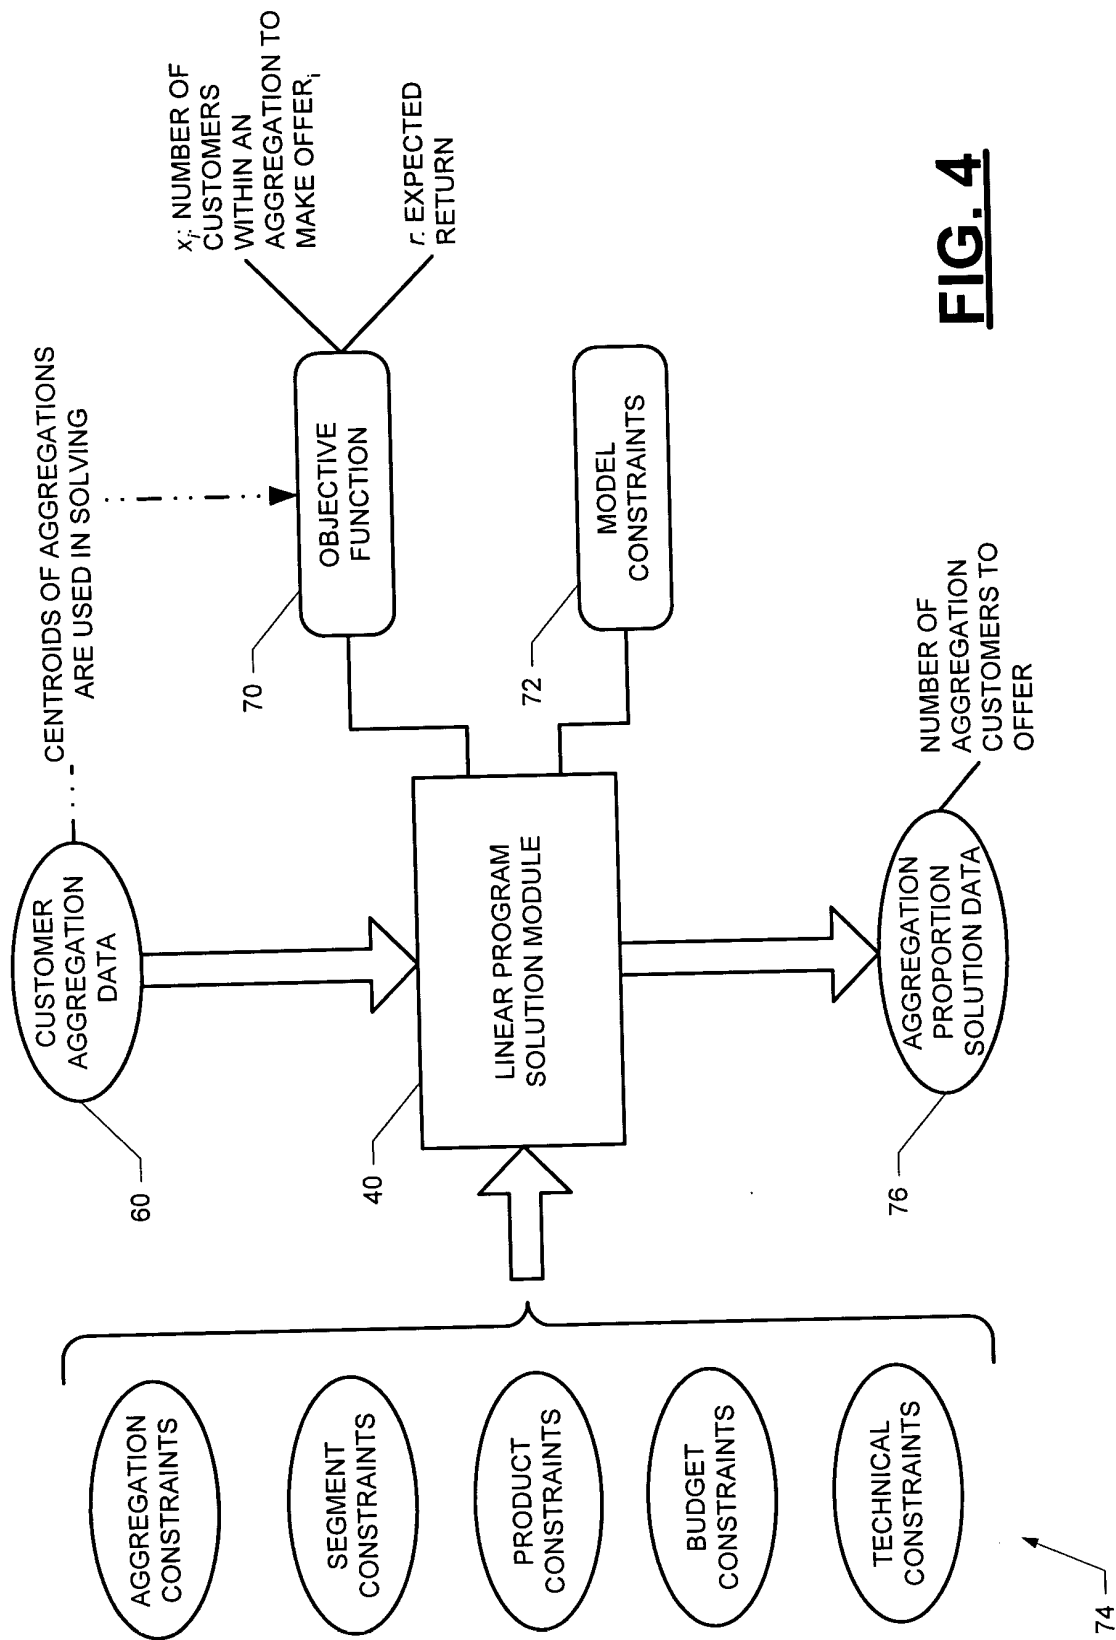 CUSTOMER
AGGREGATION
DATA
60
CENTROIDS OF AGGREGATIONS
ARE USED IN SOLVING
x_i: NUMBER OF
CUSTOMERS
WITHIN AN
AGGREGATION TO
MAKE OFFER_i
r: EXPECTED
RETURN
70
OBJECTIVE
FUNCTION
72
MODEL
CONSTRAINTS
40
LINEAR PROGRAM
SOLUTION MODULE
AGGREGATION
CONSTRAINTS
SEGMENT
CONSTRAINTS
PRODUCT
CONSTRAINTS
BUDGET
CONSTRAINTS
TECHNICAL
CONSTRAINTS
74
76
AGGREGATION
PROPORTION
SOLUTION DATA
NUMBER OF
AGGREGATION
CUSTOMERS TO
OFFER
FIG. 4